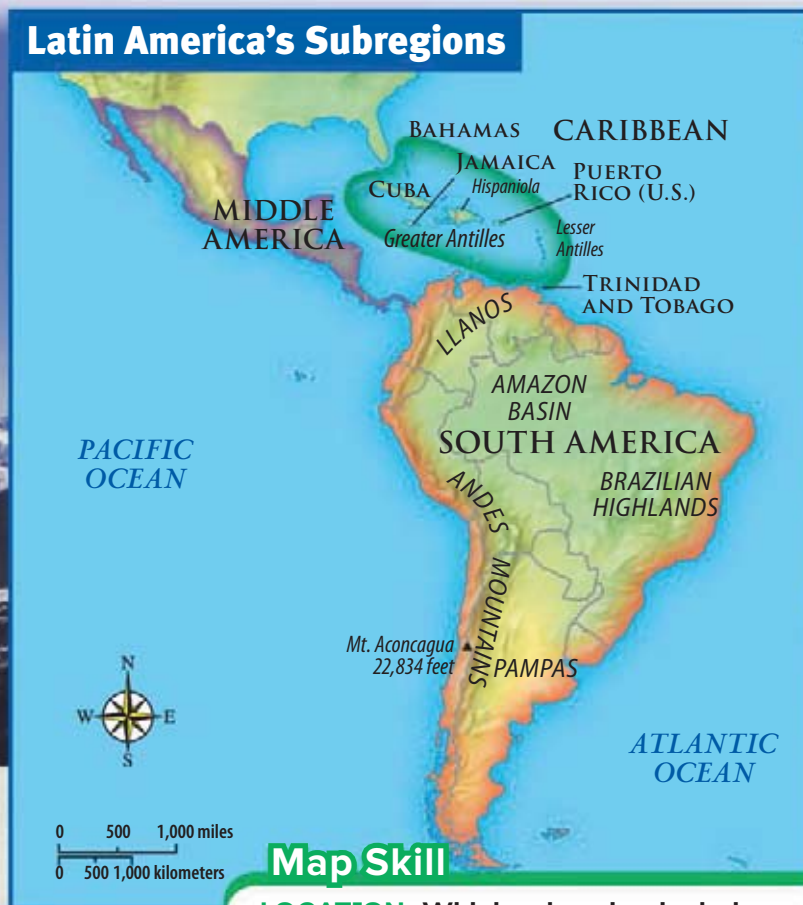 Latin America's Subregions
BAHAMAS
CARIBBEAN
JAMAICA
CUBA
Hispaniola
PUERTO
RICO (U.S.)
MIDDLE
AMERICA
Greater Antilles
Lesser
Antilles
TRINIDAD
AND TOBAGO
LLANOS
AMAZON
BASIN
SOUTH AMERICA
PACIFIC
OCEAN
BRAZILIAN
HIGHLANDS
ANDES MOUNTAINS
Mt. Aconcagua
22,834 feet
PAMPAS
N
W E
S
ATLANTIC
OCEAN
0 500 1,000 miles
0 500 1,000 kilometers
Map Skill